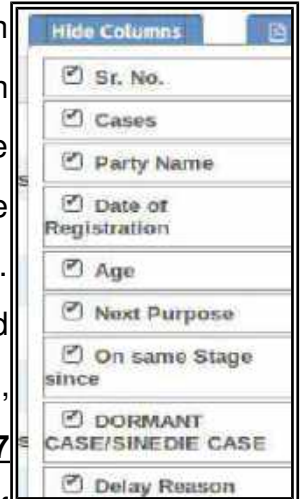 Hide Columns
Sr. No.
Cases
Party Name
Date of
Registration
Age
Next Purpose
On same Stage
since
DORMANT
CASE/SINEDIE CASE
Delay Reason